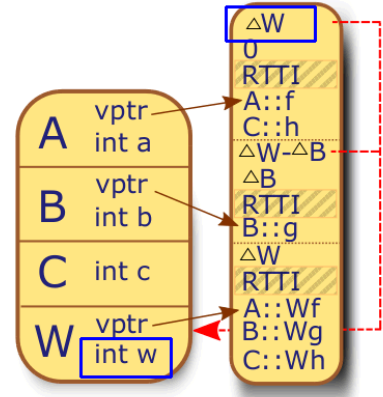 A
vptr
int a
B
vptr
int b
C
int c
W
vptr
int w
△W
0
RTTI
A::f
C::h
△W-△B
△B
RTTI
B::g
△W
RTTI
A::Wf
B::Wg
C::Wh